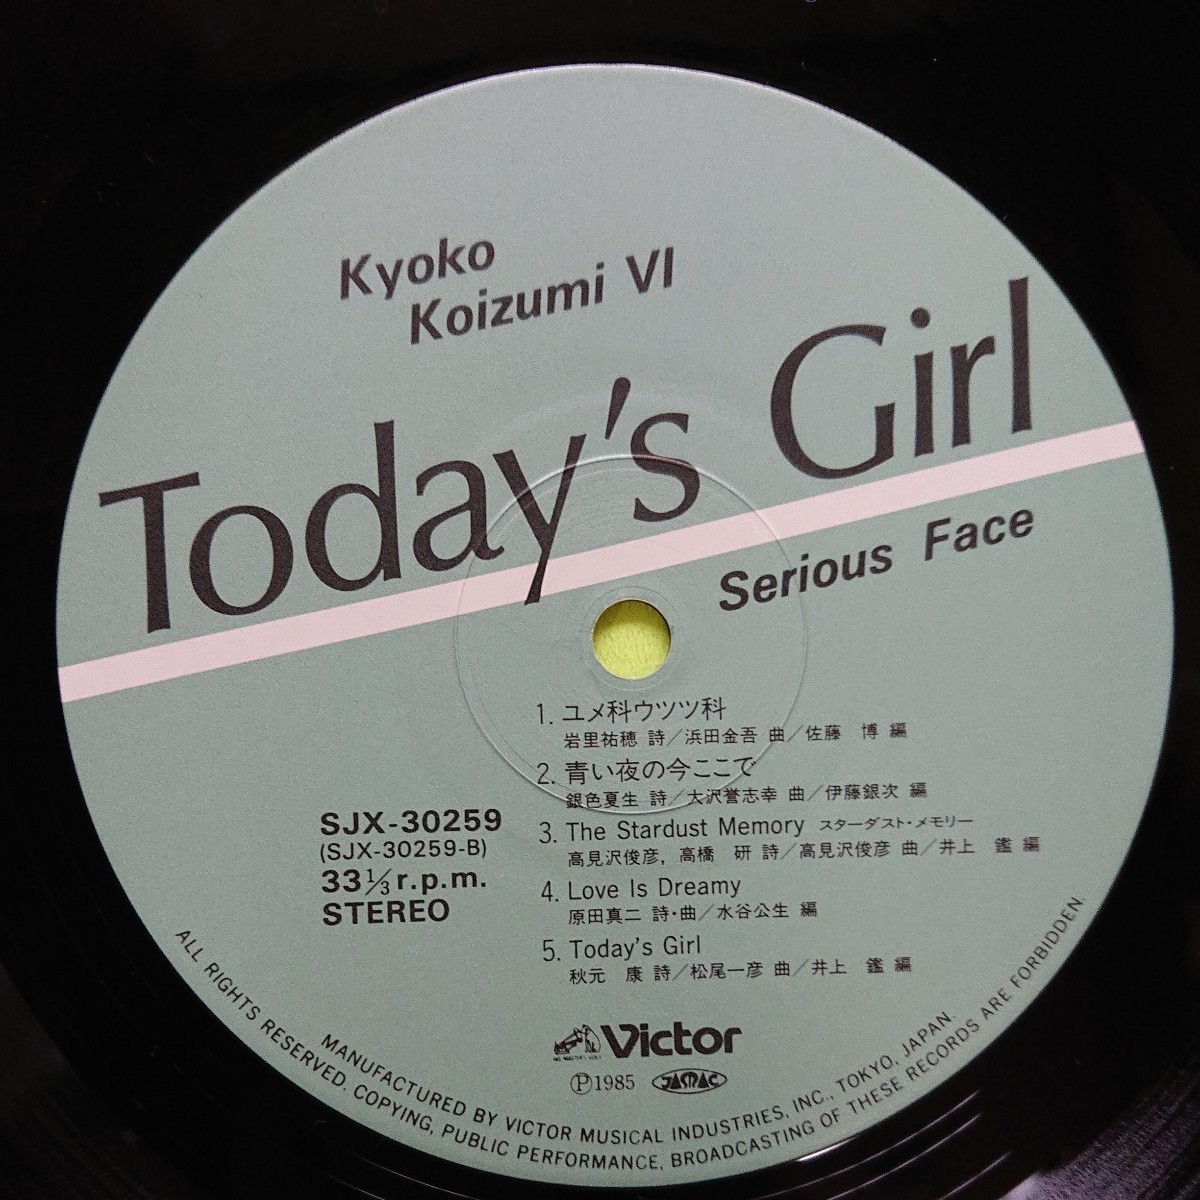 Kyoko
Koizumi VI
Today's Girl
Serious Face
1. ユメ科ウツツ科
岩里祐穂 詩／浜田金吾 曲／佐藤　博 編
2. 青い夜の今ここで
銀色夏生 詩／大沢誉志幸 曲／伊藤銀次 編
3. The Stardust Memory スターダスト・メモリー
高見沢俊彦, 高橋　研 詩／高見沢俊彦 曲／井上　鑑 編
4. Love Is Dreamy
原田真二 詩・曲／水谷公生 編
5. Today's Girl
秋元　康 詩／松尾一彦 曲／井上　鑑 編
SJX-30259
(SJX-30259-B)
33 1/3 r.p.m.
STEREO
HIS MASTER'S VOICE
Victor
Ⓟ1985 JASRAC
MANUFACTURED BY VICTOR MUSICAL INDUSTRIES, INC., TOKYO, JAPAN.
ALL RIGHTS RESERVED. COPYING, PUBLIC PERFORMANCE, BROADCASTING OF THESE RECORDS ARE FORBIDDEN.